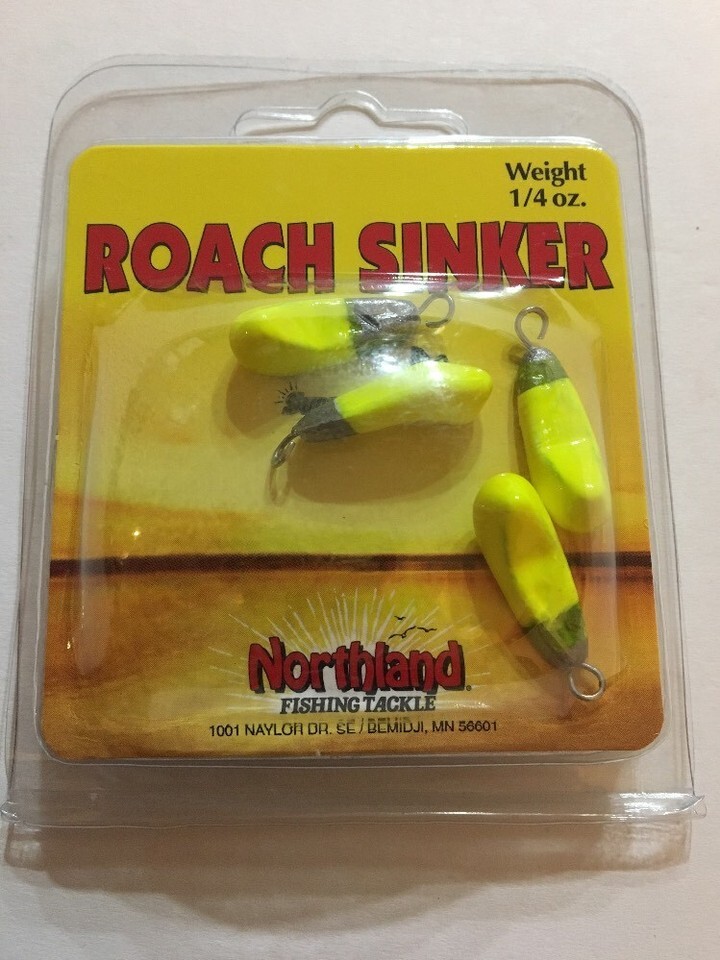 Weight
1/4 oz.
ROACH SINKER
Northland®
FISHING TACKLE
1001 NAYLOR DR. SE / BEMIDJI, MN 56601